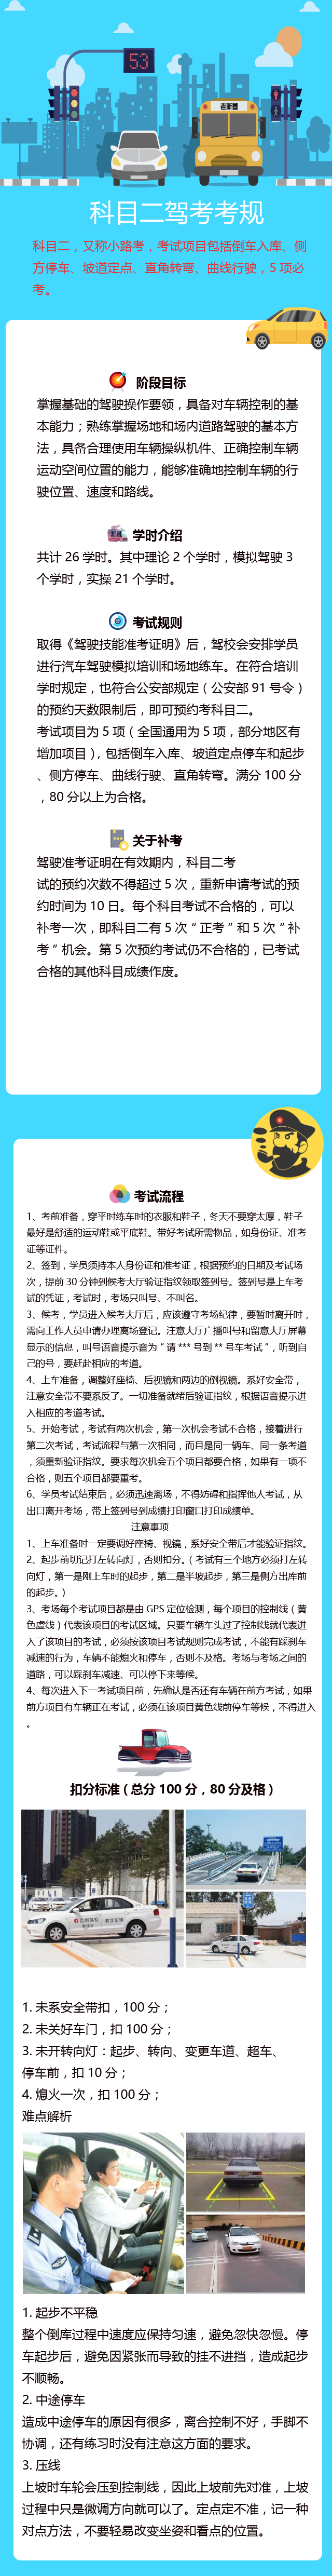 53
科目二驾考考规
科目二，又称小路考，考试项目包括倒车入库、侧
方停车、坡道定点、直角转弯、曲线行驶，5 项必
考。
阶段目标
掌握基础的驾驶操作要领，具备对车辆控制的基
本能力；熟练掌握场地和场内道路驾驶的基本方
法，具备合理使用车辆操纵机件、正确控制车辆
运动空间位置的能力，能够准确地控制车辆的行
驶位置、速度和路线。
学时介绍
共计 26 学时。其中理论 2 个学时，模拟驾驶 3
个学时，实操 21 个学时。
考试规则
取得《驾驶技能准考证明》后，驾校会安排学员
进行汽车驾驶模拟培训和场地练车。在符合培训
学时规定，也符合公安部规定（公安部 91 号令）
的预约天数限制后，即可预约考科目二。
考试项目为 5 项（全国通用为 5 项，部分地区有
增加项目），包括倒车入库、坡道定点停车和起步
、侧方停车、曲线行驶、直角转弯。满分 100 分
，80 分以上为合格。
关于补考
驾驶准考证明在有效期内，科目二考
试的预约次数不得超过 5 次，重新申请考试的预
约时间为 10 日。每个科目考试不合格的，可以
补考一次，即科目二有 5 次“正考”和 5 次“补
考”机会。第 5 次预约考试仍不合格的，已考试
合格的其他科目成绩作废。
考试流程
1、考前准备，穿平时练车时的衣服和鞋子，冬天不要穿太厚，鞋子
最好是舒适的运动鞋或平底鞋。带好考试所需物品，如身份证、准考
证等证件。
2、签到，学员须持本人身份证和准考证，根据预约的日期及考试场
次，提前 30 分钟到候考大厅验证指纹领取签到号。签到号是上车考
试的凭证，考试时，考场只叫号、不叫名。
3、候考，学员进入候考大厅后，应该遵守考场纪律，要暂时离开时，
需向工作人员申请办理离场登记。注意大厅广播叫号和留意大厅屏幕
显示的信息，叫号语音提示音为“请 *** 号到 ** 号车考试”，听到自
己的号，要赶赴相应的考道。
4、上车准备，调整好座椅、后视镜和两边的倒视镜。系好安全带，
注意安全带不要系反了。一切准备就绪后验证指纹，根据语音提示进
入相应的考道考试。
5、开始考试，考试有两次机会，第一次机会考试不合格，接着进行
第二次考试，考试流程与第一次相同，而且是同一辆车、同一条考道
，须重新验证指纹。要求每次机会五个项目都要合格，如果有一项不
合格，则五个项目都要重考。
6、学员考试结束后，必须迅速离场，不得妨碍和指挥他人考试，从
出口离开考场，带上签到号到成绩打印窗口打印成绩单。
注意事项
1、上车准备时一定要调好座椅、视镜，系好安全带后才能验证指纹。
2、起步前切记打左转向灯，否则扣分。（考试有三个地方必须打左转
向灯，第一是刚上车时的起步，第二是半坡起步，第三是侧方出库前
的起步。）
3、考场每个考试项目都是由 GPS 定位检测，每个项目的控制线（黄
色虚线）代表该项目的考试区域。只要车辆车头过了控制线就代表进
入了该项目的考试，必须按该项目考试规则完成考试，不能有踩刹车
减速的行为，车辆不能熄火和停车，否则不及格。考场与考场之间的
道路，可以踩刹车减速、可以停下来等候。
4、每次进入下一考试项目前，先确认是否还有车辆在前方考试，如果
前方项目有车辆正在考试，必须在该项目黄色线前停车等候，不得进入
。
扣分标准（总分 100 分，80 分及格）
1. 未系安全带扣，100 分；
2. 未关好车门，扣 100 分；
3. 未开转向灯：起步、转向、变更车道、超车、
停车前，扣 10 分；
4. 熄火一次，扣 100 分；
难点解析
1. 起步不平稳
整个倒库过程中速度应保持匀速，避免忽快忽慢。停
车起步后，避免因紧张而导致的挂不进挡，造成起步
不顺畅。
2. 中途停车
造成中途停车的原因有很多，离合控制不好，手脚不
协调，还有练习时没有注意这方面的要求。
3. 压线
上坡时车轮会压到控制线，因此上坡前先对准，上坡
过程中只是微调方向就可以了。定点定不准，记一种
对点方法，不要轻易改变坐姿和看点的位置。